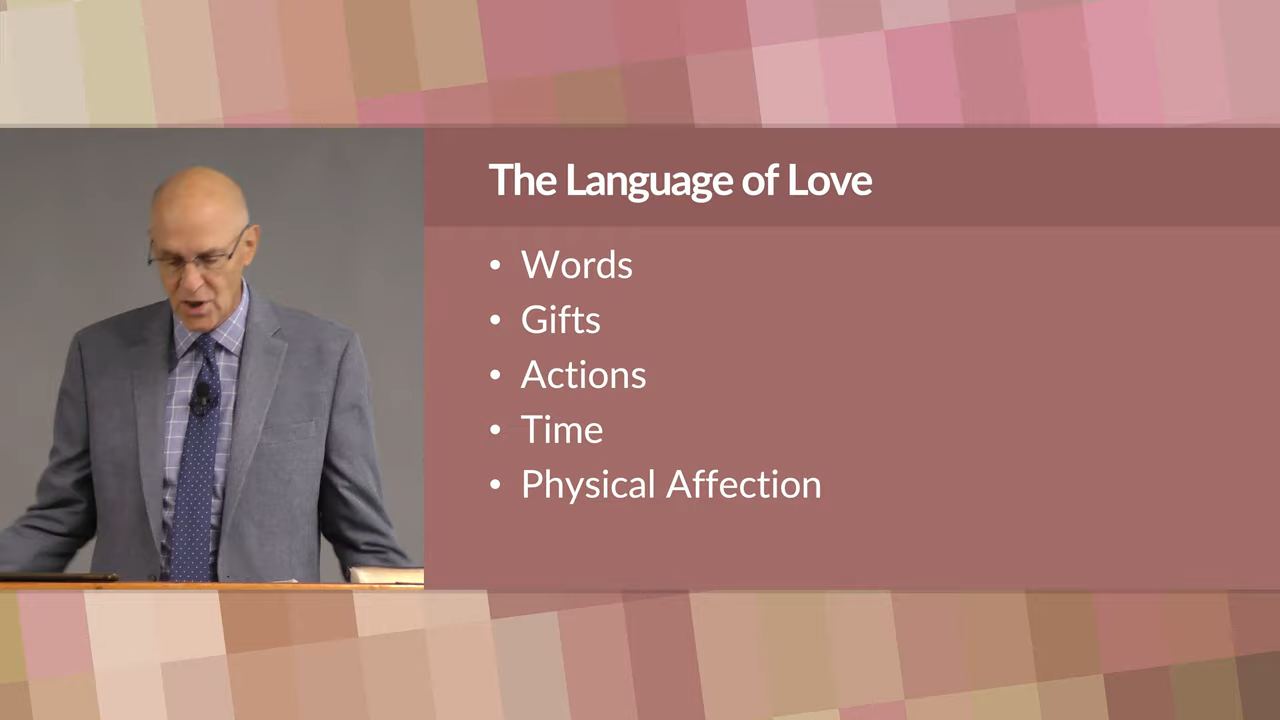 The Language of Love
• Words
• Gifts
• Actions
• Time
• Physical Affection